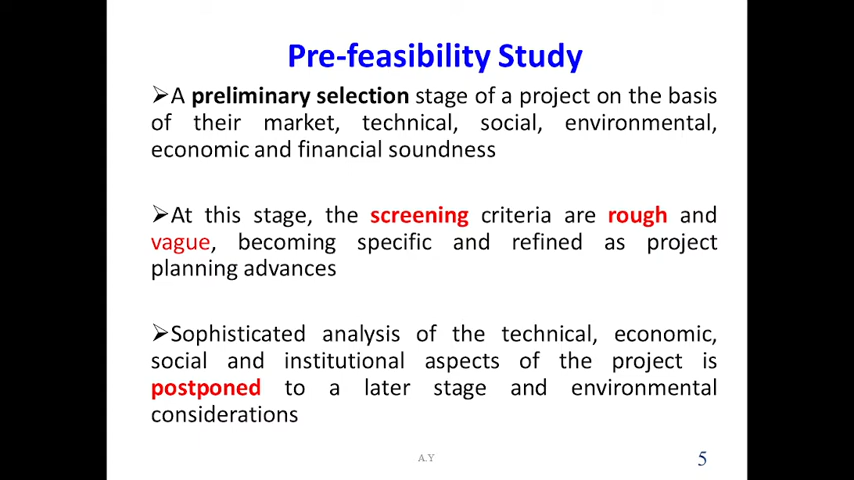 Pre-feasibility Study
➢A preliminary selection stage of a project on the basis
of their market, technical, social, environmental,
economic and financial soundness
➢At this stage, the screening criteria are rough and
vague, becoming specific and refined as project
planning advances
➢Sophisticated analysis of the technical, economic,
social and institutional aspects of the project is
postponed to a later stage and environmental
considerations
A.Y
5